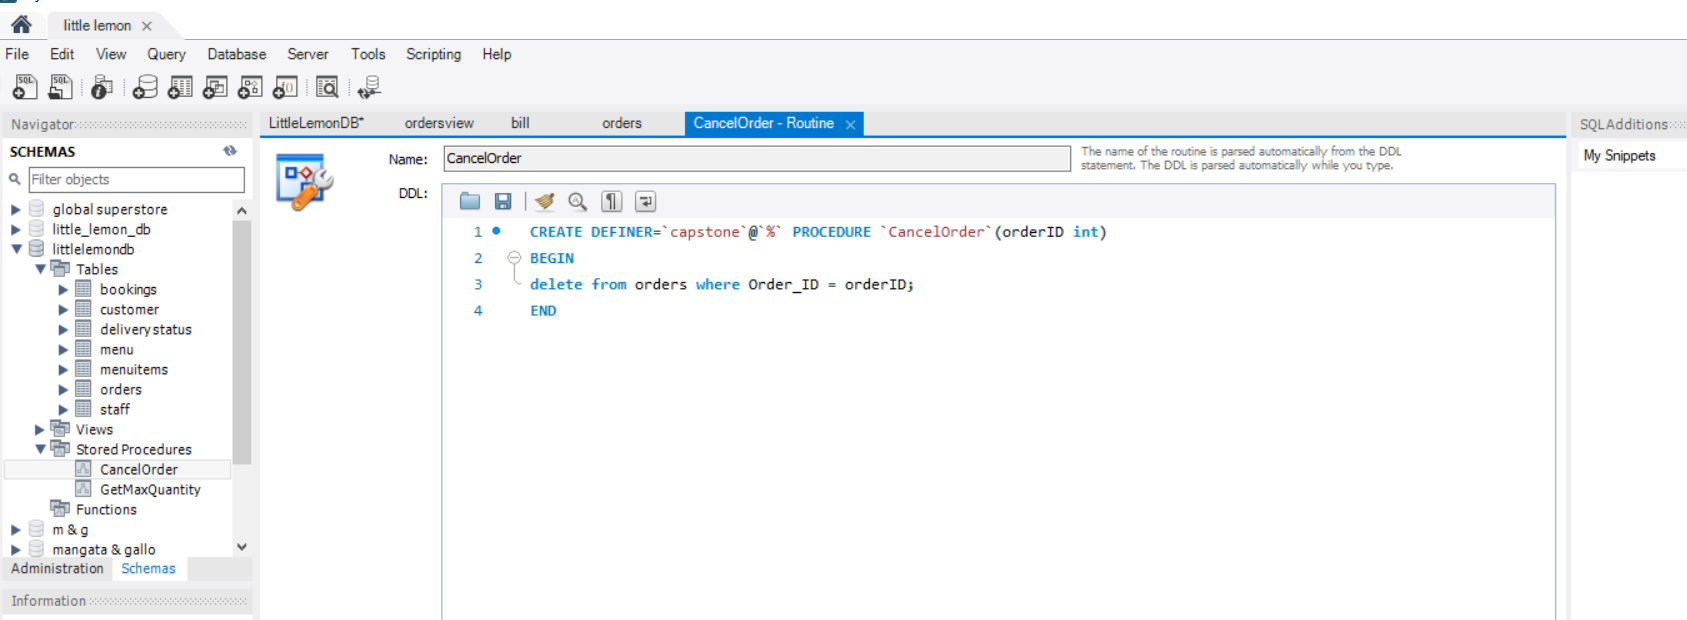 little lemon
File Edit View Query Database Server Tools Scripting Help
Navigator
SCHEMAS
Filter objects
global superstore
little_lemon_db
littlelemondb
Tables
bookings
customer
delivery status
menu
menuitems
orders
staff
Views
Stored Procedures
CancelOrder
GetMaxQuantity
Functions
m & g
mangata & gallo
Administration Schemas
Information
LittleLemonDB* ordersview bill orders CancelOrder - Routine
Name: CancelOrder
The name of the routine is parsed automatically from the DDL
statement. The DDL is parsed automatically while you type.
DDL:
1 CREATE DEFINER=`capstone`@`%` PROCEDURE `CancelOrder`(orderID int)
2 BEGIN
3 delete from orders where Order_ID = orderID;
4 END
SQLAdditions
My Snippets